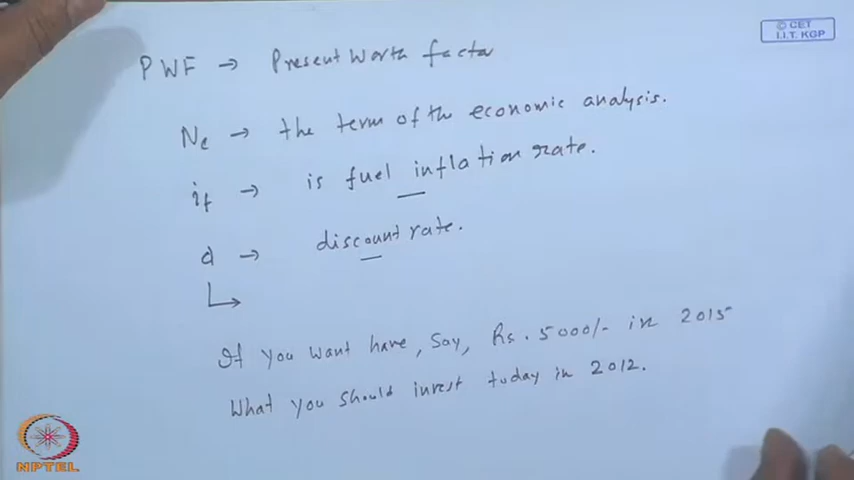 © CET
I.I.T. KGP
PWF → Present Worth factor
Ne → the term of the economic analysis.
if → is fuel inflation rate.
d → discount rate.
If you want have, Say, Rs. 5000/- in 2015
What you should invest today in 2012.
NPTEL